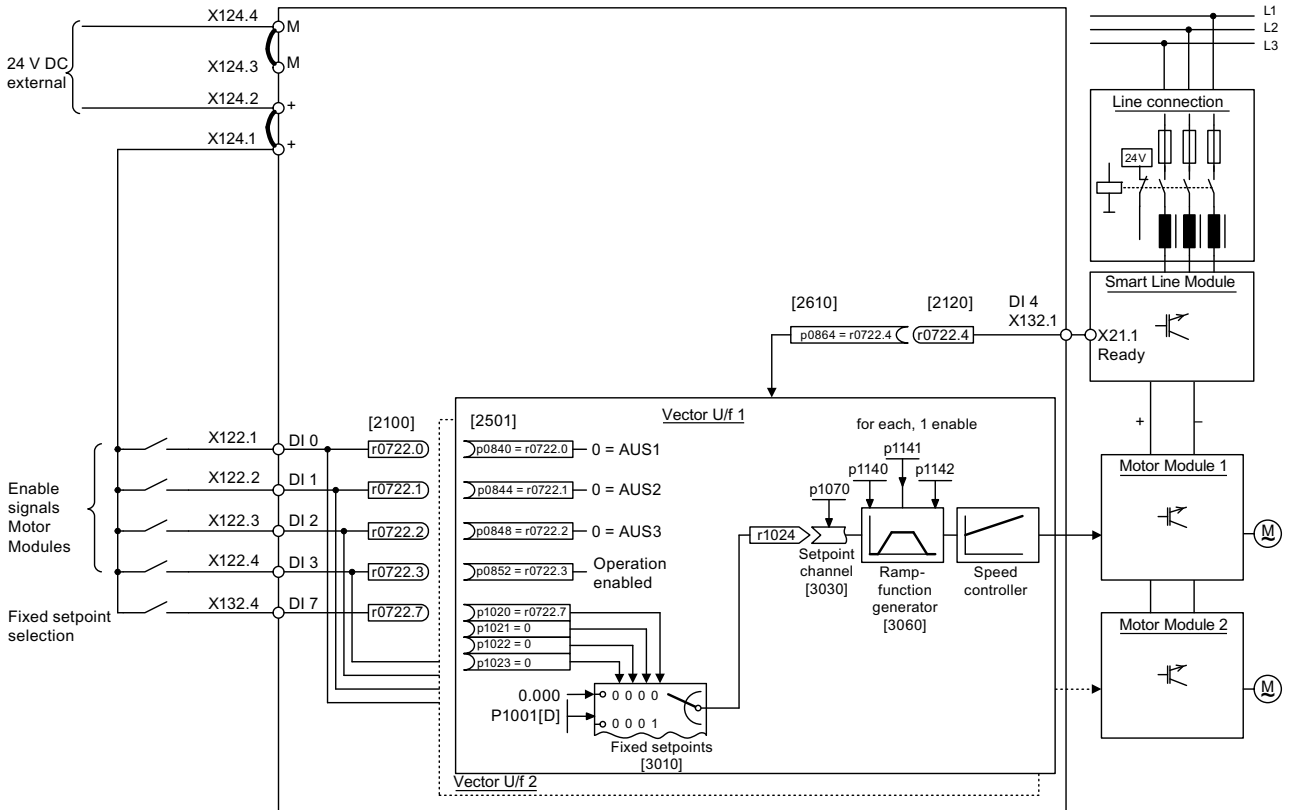 X124.4
M
24 V DC
external
X124.3
M
X124.2
+
X124.1
+
L1
L2
L3
Line connection
24 V
Smart Line Module
[2610]
[2120]
DI 4
X132.1
p0864 = r0722.4
r0722.4
X21.1
Ready
+
–
Vector U/f 1
for each, 1 enable
p1141
p1140
p1142
p1070
[2100]
[2501]
X122.1
DI 0
r0722.0
p0840 = r0722.0
0 = AUS1
X122.2
DI 1
r0722.1
p0844 = r0722.1
0 = AUS2
Enable
signals
Motor
Modules
X122.3
DI 2
r0722.2
p0848 = r0722.2
0 = AUS3
X122.4
DI 3
r0722.3
p0852 = r0722.3
Operation
enabled
Fixed setpoint
selection
X132.4
DI 7
r0722.7
p1020 = r0722.7
p1021 = 0
p1022 = 0
p1023 = 0
0.000
0 0 0 0
P1001[D]
0 0 0 1
Fixed setpoints
[3010]
r1024
Setpoint
channel
[3030]
Ramp-
function
generator
[3060]
Speed
controller
Motor Module 1
M
Motor Module 2
M
Vector U/f 2